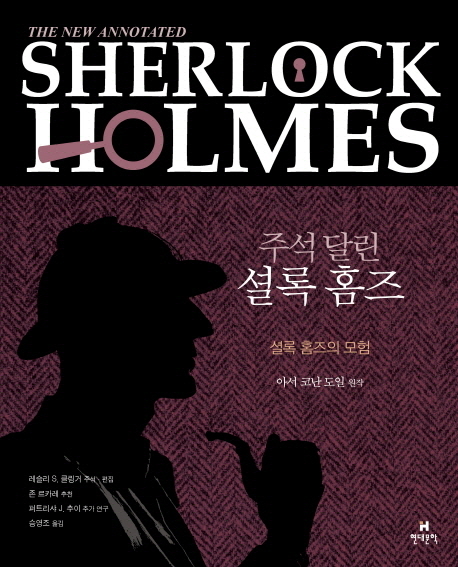 THE NEW ANNOTATED
SHERLOCK
HOLMES
주석 달린
셜록 홈즈
셜록 홈즈의 모험
아서 코난 도일 원작
레슬리 S. 클링거 주석·편집
존 르카레 추천
퍼트리샤 J. 추이 추가 연구
승영조 옮김
현대문학